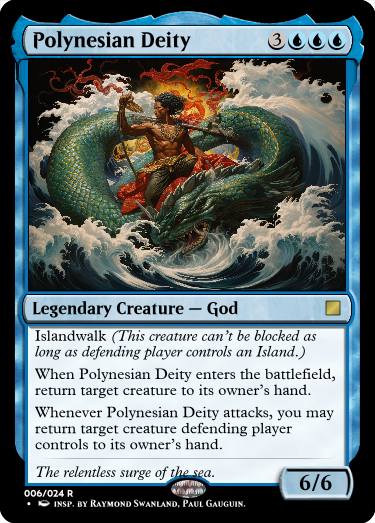 Polynesian Deity 3
Legendary Creature — God
Islandwalk (This creature can't be blocked as
long as defending player controls an Island.)
When Polynesian Deity enters the battlefield,
return target creature to its owner's hand.
Whenever Polynesian Deity attacks, you may
return target creature defending player
controls to its owner's hand.
The relentless surge of the sea.
6/6
006/024 R
• INSP. BY RAYMOND SWANLAND, PAUL GAUGUIN.